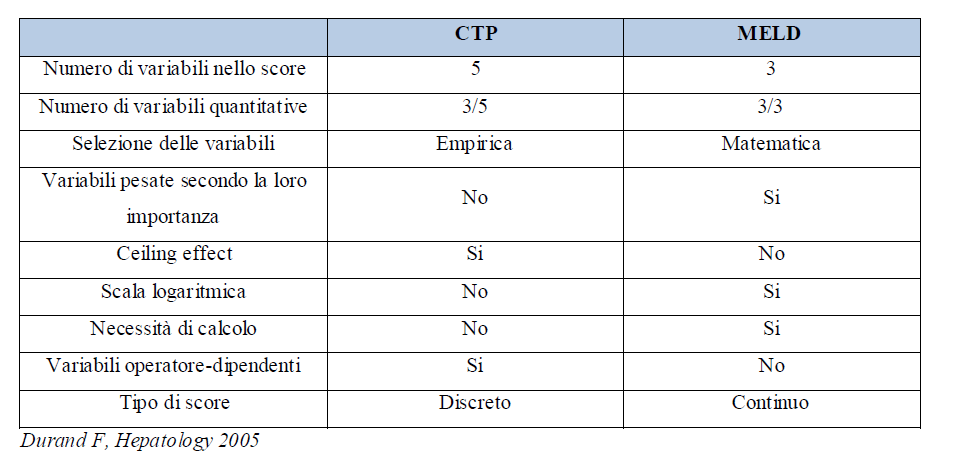 CTP MELD
Numero di variabili nello score 5 3
Numero di variabili quantitative 3/5 3/3
Selezione delle variabili Empirica Matematica
Variabili pesate secondo la loro
importanza No Si
Ceiling effect Si No
Scala logaritmica No Si
Necessità di calcolo No Si
Variabili operatore-dipendenti Si No
Tipo di score Discreto Continuo
Durand F, Hepatology 2005